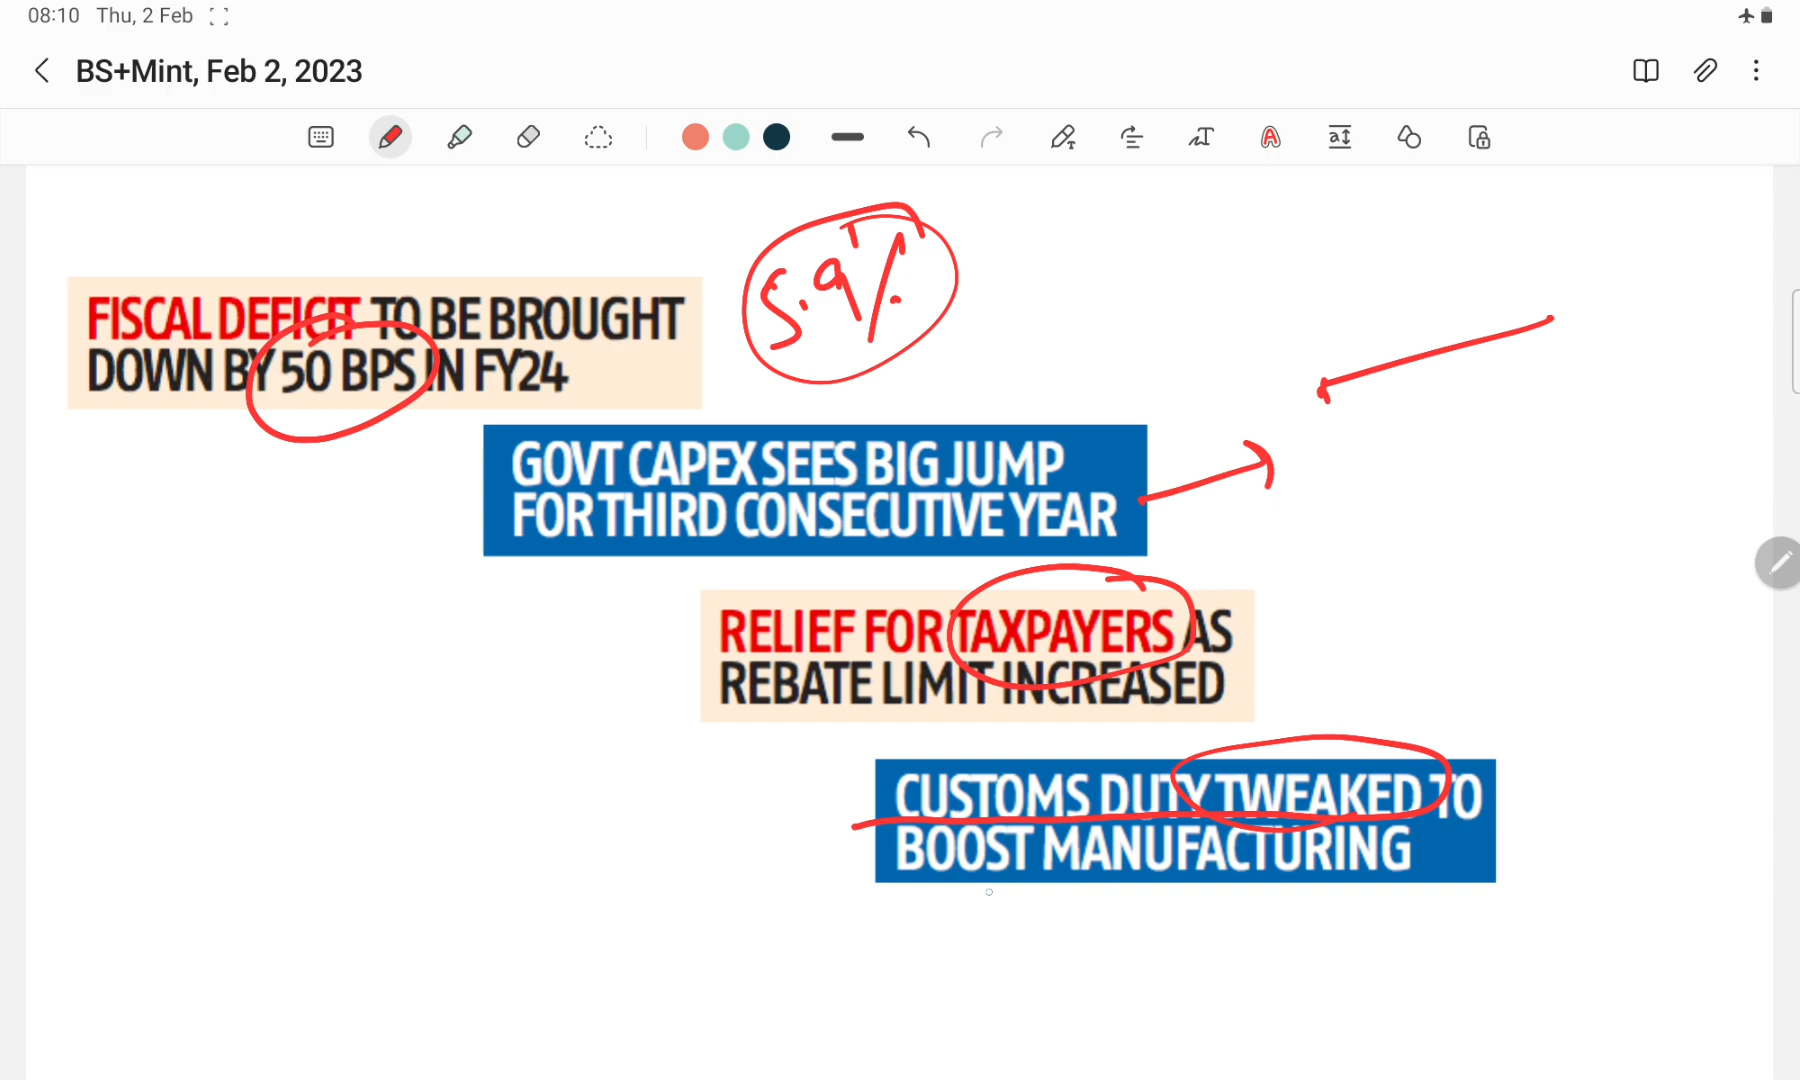 08:10 Thu, 2 Feb
BS+Mint, Feb 2, 2023
5.9%
FISCAL DEFICIT TO BE BROUGHT
DOWN BY 50 BPS IN FY24
GOVT CAPEX SEES BIG JUMP
FOR THIRD CONSECUTIVE YEAR
RELIEF FOR TAXPAYERS AS
REBATE LIMIT INCREASED
CUSTOMS DUTY TWEAKED TO
BOOST MANUFACTURING